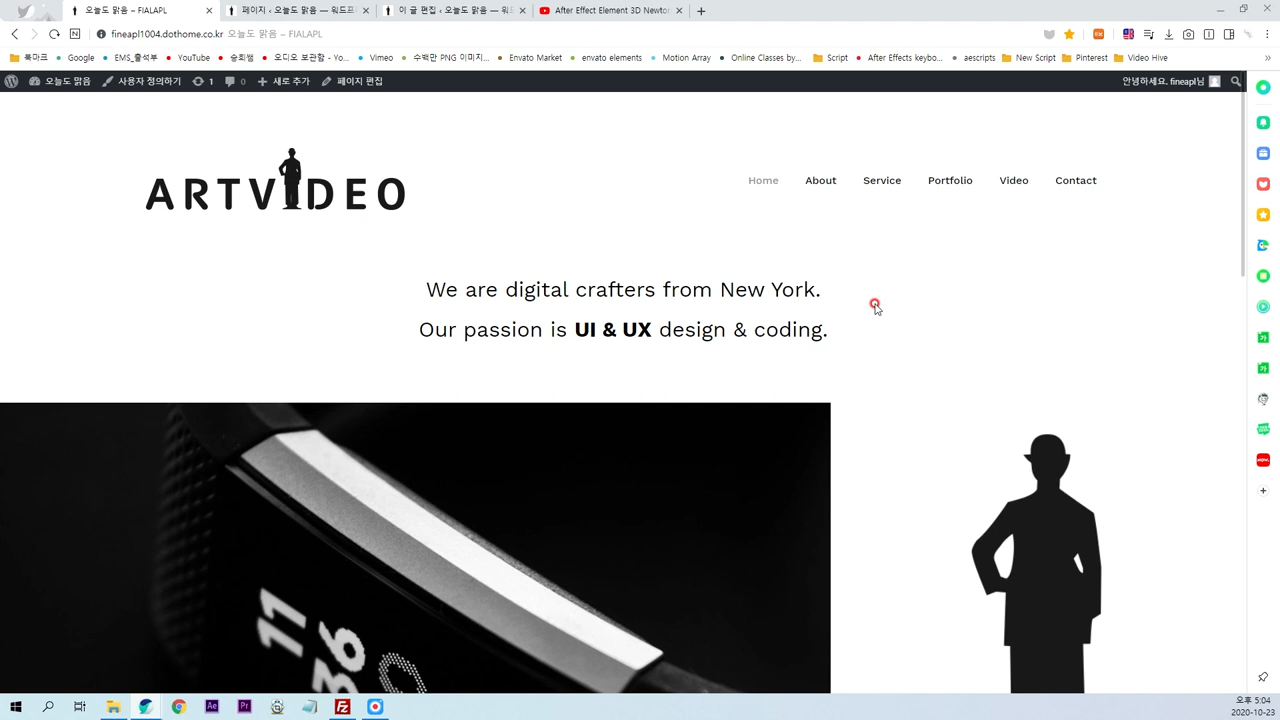 오늘도 맑음 – FIALAPL
페이지 ‹ 오늘도 맑음 — 워드프
이 글 편집 ‹ 오늘도 맑음 — 워드
After Effect Element 3D Newton
fineapl1004.dothome.co.kr 오늘도 맑음 – FIALAPL
북마크 Google EMS_출석부 YouTube 승희쌤 오디오 보관함 - Yo... Vimeo 수백만 PNG 이미지... Envato Market envato elements Motion Array Online Classes by... Script After Effects keybo... aescripts New Script Pinterest Video Hive
오늘도 맑음 사용자 정의하기 1 0 새로 추가 페이지 편집 안녕하세요. fineapl님
ARTVIDEO
Home About Service Portfolio Video Contact
We are digital crafters from New York.
Our passion is UI & UX design & coding.
11
36
Ae Pr
오후 5:04
2020-10-23